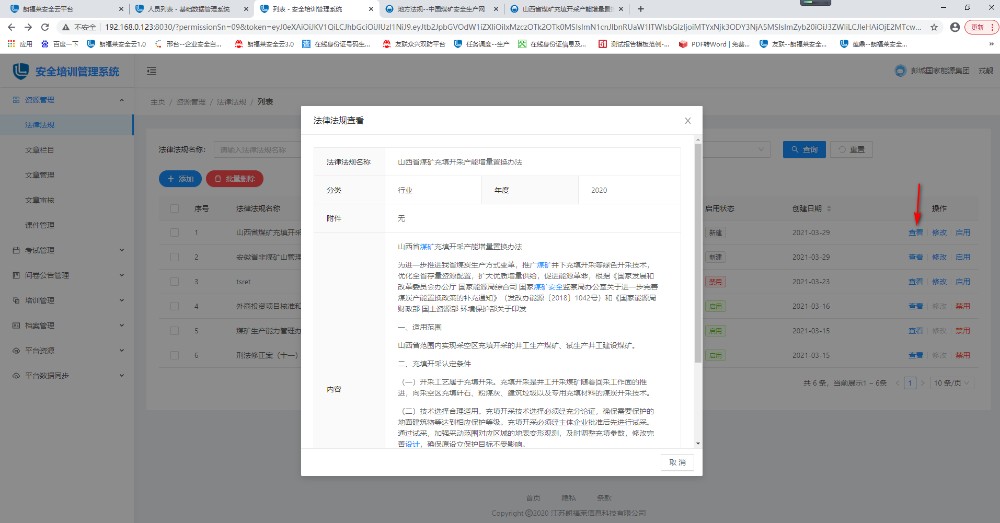 朗福莱安全云平台
人员列表 - 基础数据管理系统
列表 - 安全培训管理系统
地方法规--中国煤矿安全生产网
山西省煤矿充填开采产能增量置换
不安全
192.168.0.123:8030/?permissionSn=09&token=eyJ0eXAiOiJKV1QiLCJhbGciOiJIUzI1NiJ9.eyJtb2JpbGVOdW1iZXIiOiIxMzczOTk2OTk0MSIsImN1cnJlbnRUaW1lTWlsbGlzIjoiMTYxNjk3ODY3NjA5MSIsImZyb20iOiJ3ZWIiLCJleHAiOjE2MTcw...
更新
应用
百度一下
朗福莱安全云1.0
邢台--企业安全自...
朗福莱安全云3.0
查
在线身份证号码生...
友联众兴双防平台
任务调度--生产
在线身份证信息及...
51
测试报告模板范例-...
PDF转Word | 免费...
友联--朗福莱安全...
蕴鼎--朗福莱安全...
»
安全培训管理系统
彭城国家能源集团
戎靓
资源管理
法律法规
文章栏目
文章管理
文章审核
课件管理
考试管理
问卷公告管理
培训管理
档案管理
平台资源
平台数据同步
主页 / 资源管理 / 法律法规 / 列表
法律法规名称:
请输入法律法规名称
查询
重置
+ 添加
批量删除
序号
法律法规名称
启用状态
创建日期
操作
1
山西省煤矿充填开采
新建
2021-03-29
查看
修改
启用
2
安徽省非煤矿山管理
新建
2021-03-29
查看
修改
启用
3
tsret
禁用
2021-03-23
查看
修改
启用
4
外商投资项目核准和
启用
2021-03-16
查看
修改
禁用
5
煤矿生产能力管理办
启用
2021-03-15
查看
修改
禁用
6
刑法修正案（十一）
启用
2021-03-15
查看
修改
禁用
共 6 条，当前展示1 ~ 6条
< 1 >
10 条/页
法律法规查看
X
法律法规名称
山西省煤矿充填开采产能增量置换办法
分类
行业
年度
2020
附件
无
内容
山西省煤矿充填开采产能增量置换办法
为进一步推进我省煤炭生产方式变革，推广煤矿井下充填开采等绿色开采技术，
优化全省存量资源配置，扩大优质增量供给，促进能源革命，根据《国家发展和
改革委员会办公厅 国家能源局综合司 国家煤矿安全监察局办公室关于进一步完善
煤炭产能置换政策的补充通知》（发改办能源〔2018〕1042号）和《国家能源局
财政部 国土资源部 环境保护部关于印发
一、适用范围
山西省范围内实现采空区充填开采的井工生产煤矿、试生产井工建设煤矿。
二、充填开采认定条件
（一）开采工艺属于充填开采。充填开采是井工开采煤矿随着回采工作面的推
进，向采空区充填矸石、粉煤灰、建筑垃圾以及专用充填材料的煤炭开采技术。
（二）技术选择合理适用。充填开采技术选择必须经充分论证，确保需要保护的
地面建筑物等达到相应保护等级。充填开采必须经主体企业批准后先进行试采。
通过试采，加强采动范围对应区域的地表变形观测，及时调整充填参数，修改完
善设计，确保原设立保护目标不受影响。
取 消
首页
隐私
条款
Copyright ©2020 江苏朗福莱信息科技有限公司